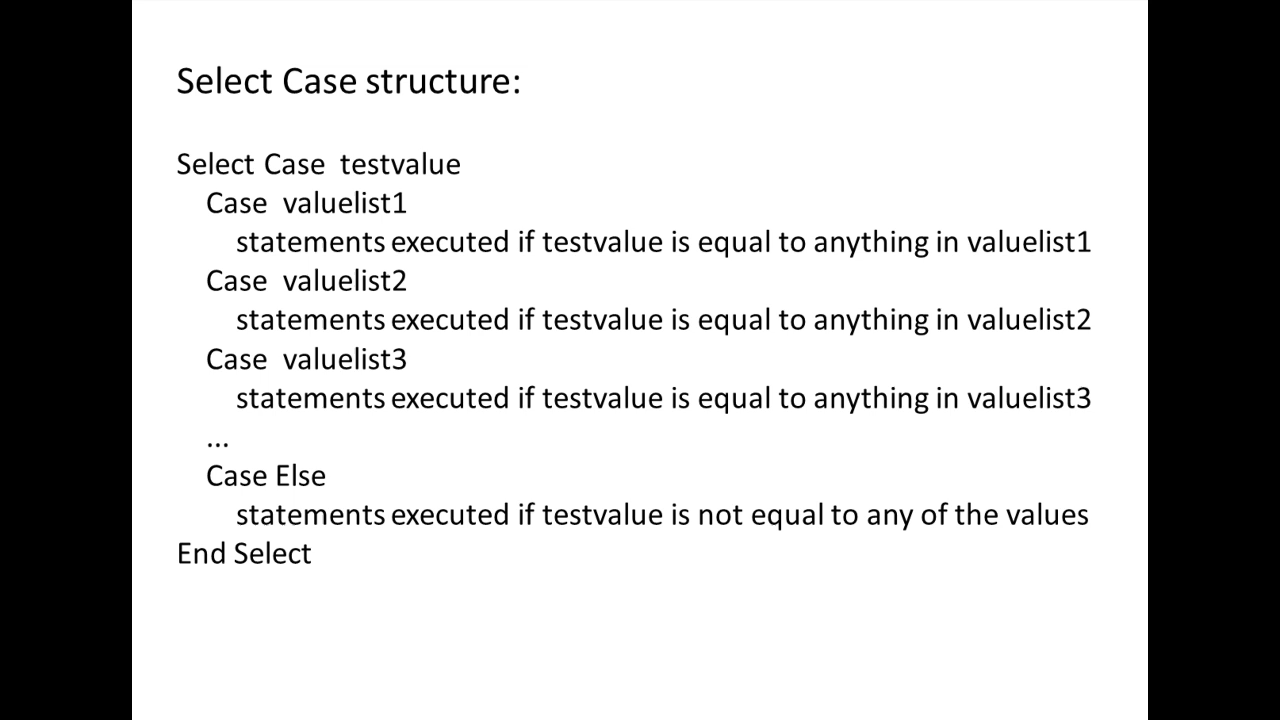 Select Case structure:
Select Case  testvalue
Case  valuelist1
statements executed if testvalue is equal to anything in valuelist1
Case  valuelist2
statements executed if testvalue is equal to anything in valuelist2
Case  valuelist3
statements executed if testvalue is equal to anything in valuelist3
...
Case Else
statements executed if testvalue is not equal to any of the values
End Select